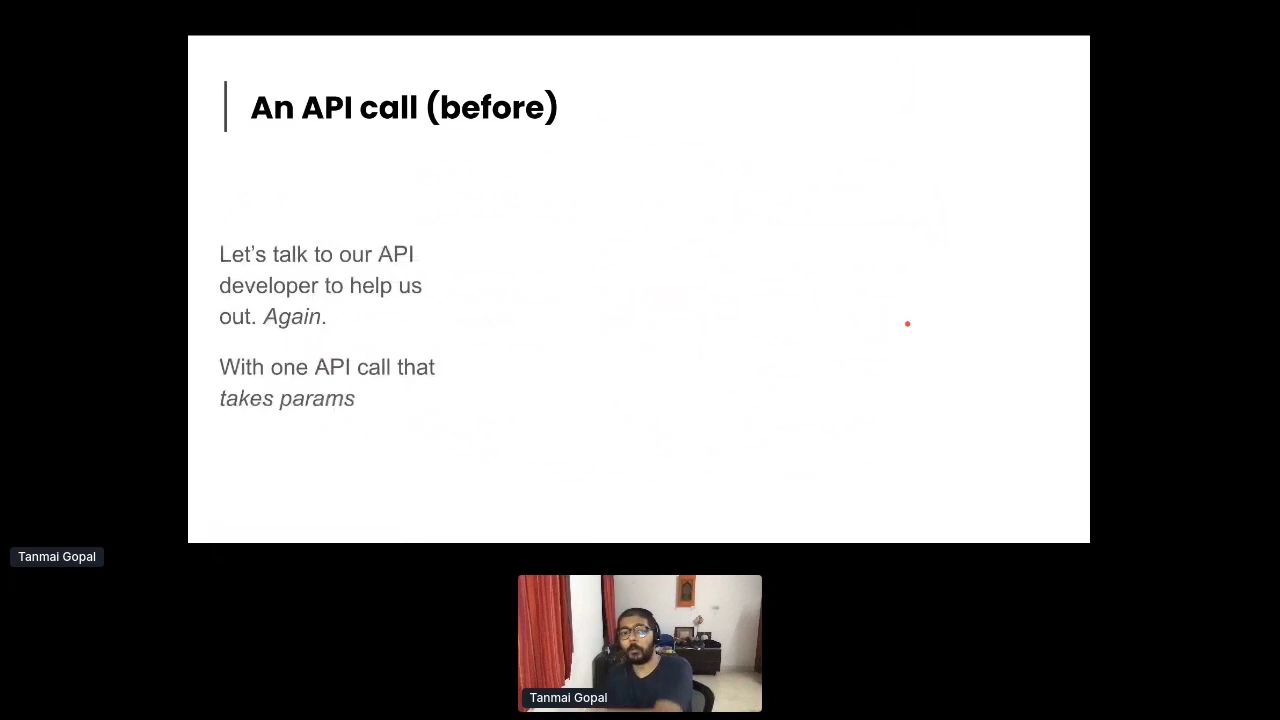 An API call (before)
Let’s talk to our API
developer to help us
out. Again.
With one API call that
takes params
Tanmai Gopal
Tanmai Gopal